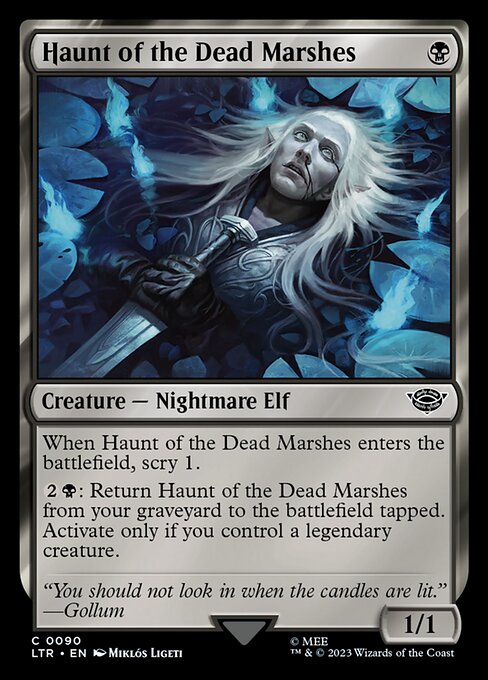 Haunt of the Dead Marshes
Creature — Nightmare Elf
When Haunt of the Dead Marshes enters the
battlefield, scry 1.
2: Return Haunt of the Dead Marshes
from your graveyard to the battlefield tapped.
Activate only if you control a legendary
creature.
“You should not look in when the candles are lit.”
—Gollum
1/1
C 0090
LTR • EN Miklós Ligeti
© MEE
™ & © 2023 Wizards of the Coast